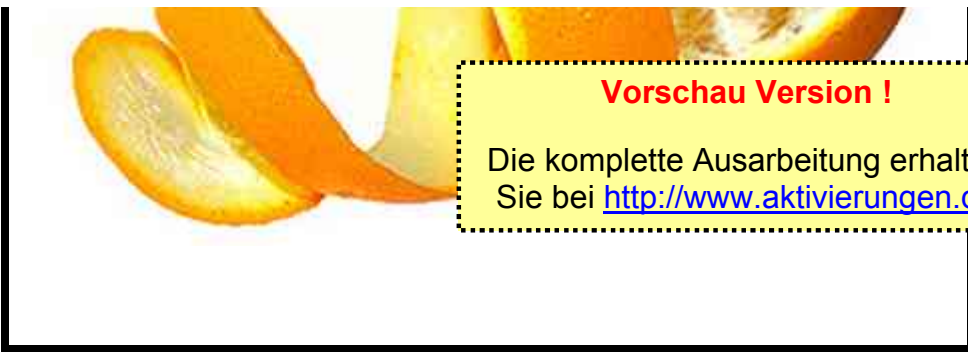 Vorschau Version !
Die komplette Ausarbeitung erhalt
Sie bei http://www.aktivierungen.